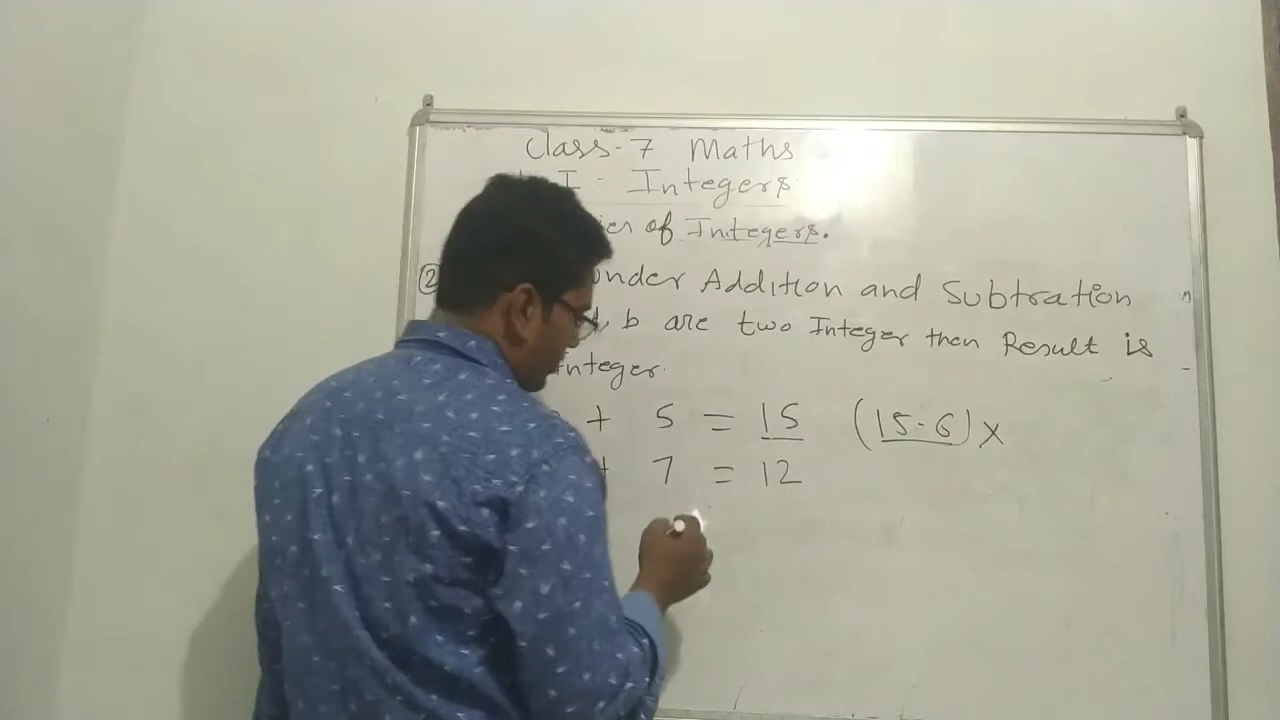 Class-7 Maths
I - Integers
of Integers.
② under Addition and Subtration
b are two Integer then Result is
Integer.
+ 5 = 15 (15.6) x
+ 7 = 12